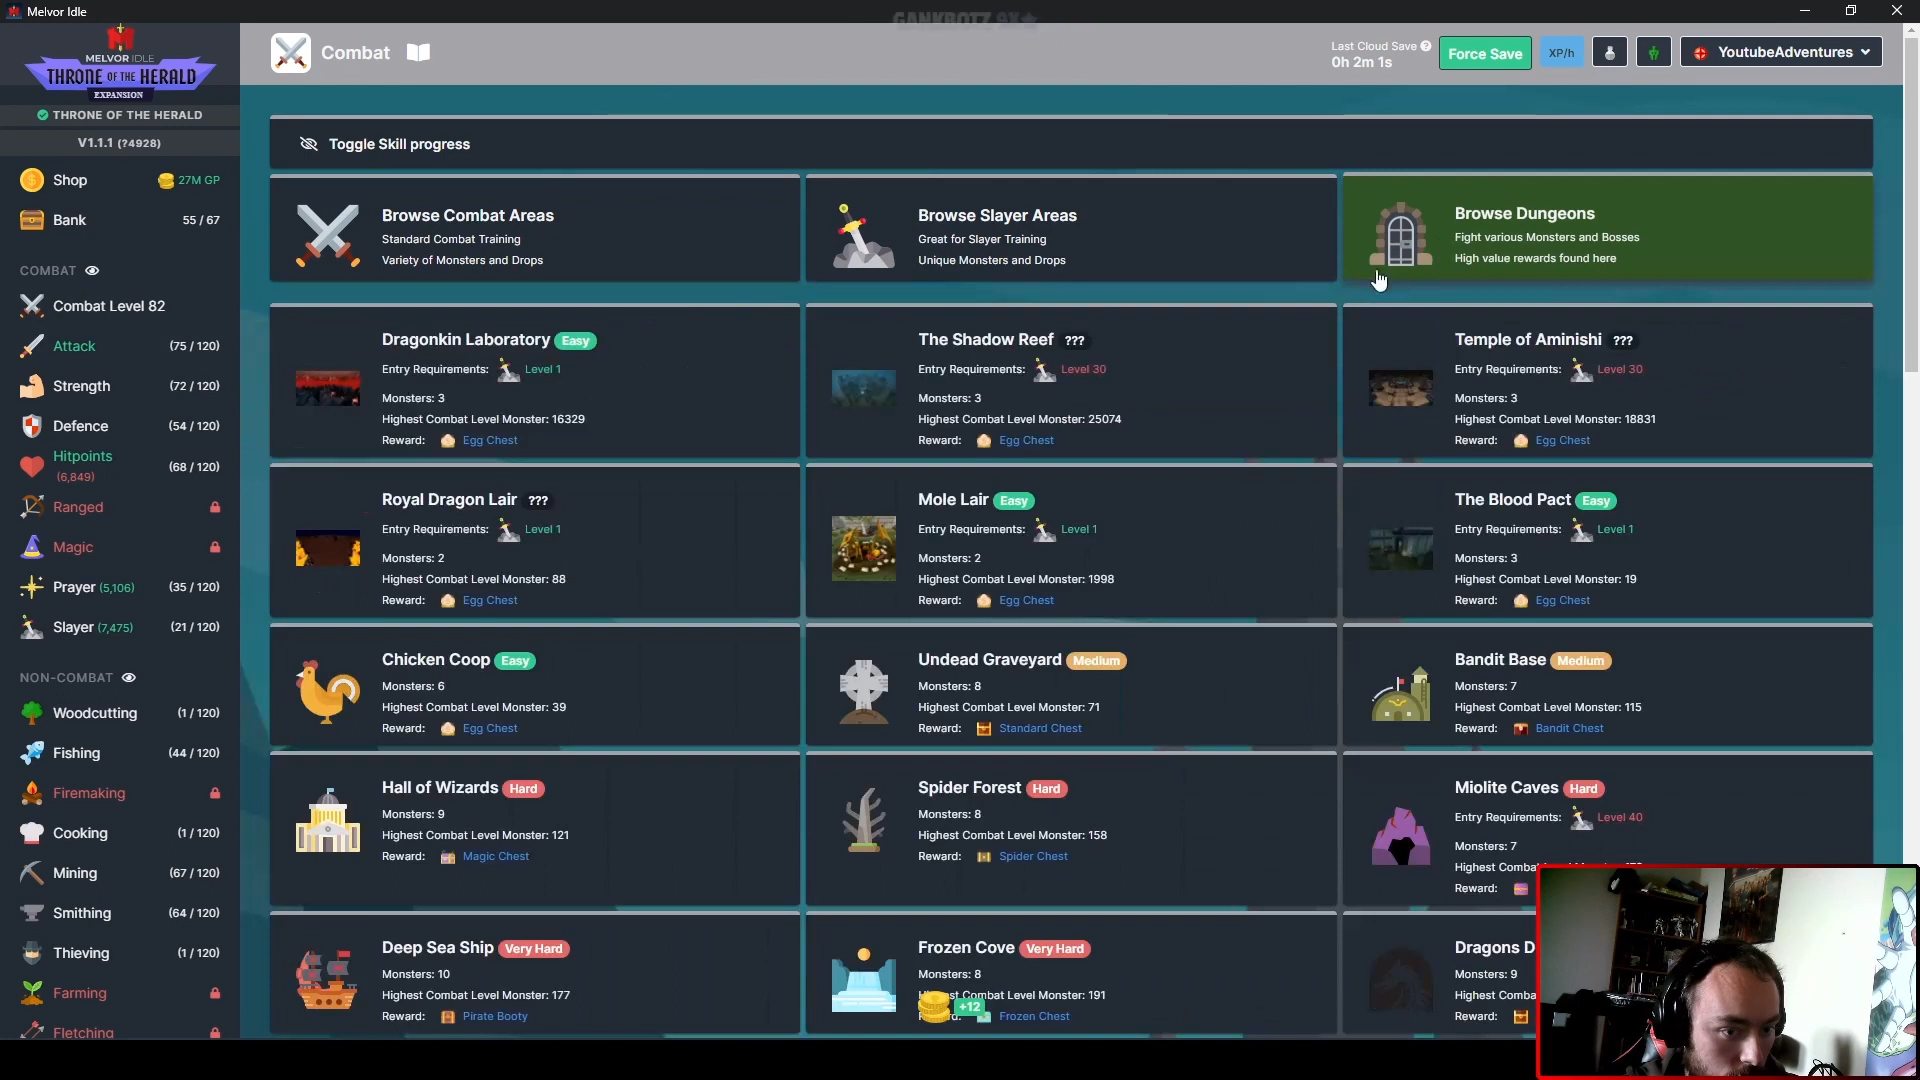 Melvor Idle
GANKBOTZ 9X★
MELVOR IDLE
THRONE OF THE HERALD
EXPANSION
THRONE OF THE HERALD
V1.1.1 (?4928)
Shop 27M GP
Bank 55 / 67
COMBAT
Combat Level 82
Attack (75 / 120)
Strength (72 / 120)
Defence (54 / 120)
Hitpoints (6,849) (68 / 120)
Ranged
Magic
Prayer (5,106) (35 / 120)
Slayer (7,475) (21 / 120)
NON-COMBAT
Woodcutting (1 / 120)
Fishing (44 / 120)
Firemaking
Cooking (1 / 120)
Mining (67 / 120)
Smithing (64 / 120)
Thieving (1 / 120)
Farming
Fletching
Combat
Last Cloud Save ?
0h 2m 1s
Force Save
XP/h
YoutubeAdventures
Toggle Skill progress
Browse Combat Areas
Standard Combat Training
Variety of Monsters and Drops
Browse Slayer Areas
Great for Slayer Training
Unique Monsters and Drops
Browse Dungeons
Fight various Monsters and Bosses
High value rewards found here
Dragonkin Laboratory Easy
Entry Requirements: Level 1
Monsters: 3
Highest Combat Level Monster: 16329
Reward: Egg Chest
The Shadow Reef ???
Entry Requirements: Level 30
Monsters: 3
Highest Combat Level Monster: 25074
Reward: Egg Chest
Temple of Aminishi ???
Entry Requirements: Level 30
Monsters: 3
Highest Combat Level Monster: 18831
Reward: Egg Chest
Royal Dragon Lair ???
Entry Requirements: Level 1
Monsters: 2
Highest Combat Level Monster: 88
Reward: Egg Chest
Mole Lair Easy
Entry Requirements: Level 1
Monsters: 2
Highest Combat Level Monster: 1998
Reward: Egg Chest
The Blood Pact Easy
Entry Requirements: Level 1
Monsters: 3
Highest Combat Level Monster: 19
Reward: Egg Chest
Chicken Coop Easy
Monsters: 6
Highest Combat Level Monster: 39
Reward: Egg Chest
Undead Graveyard Medium
Monsters: 8
Highest Combat Level Monster: 71
Reward: Standard Chest
Bandit Base Medium
Monsters: 7
Highest Combat Level Monster: 115
Reward: Bandit Chest
Hall of Wizards Hard
Monsters: 9
Highest Combat Level Monster: 121
Reward: Magic Chest
Spider Forest Hard
Monsters: 8
Highest Combat Level Monster: 158
Reward: Spider Chest
Miolite Caves Hard
Entry Requirements: Level 40
Monsters: 7
Highest Comba
Reward:
Deep Sea Ship Very Hard
Monsters: 10
Highest Combat Level Monster: 177
Reward: Pirate Booty
Frozen Cove Very Hard
Monsters: 8
Combat Level Monster: 191
+12
Frozen Chest
Dragons D
Monsters: 9
Highest Comba
Reward: